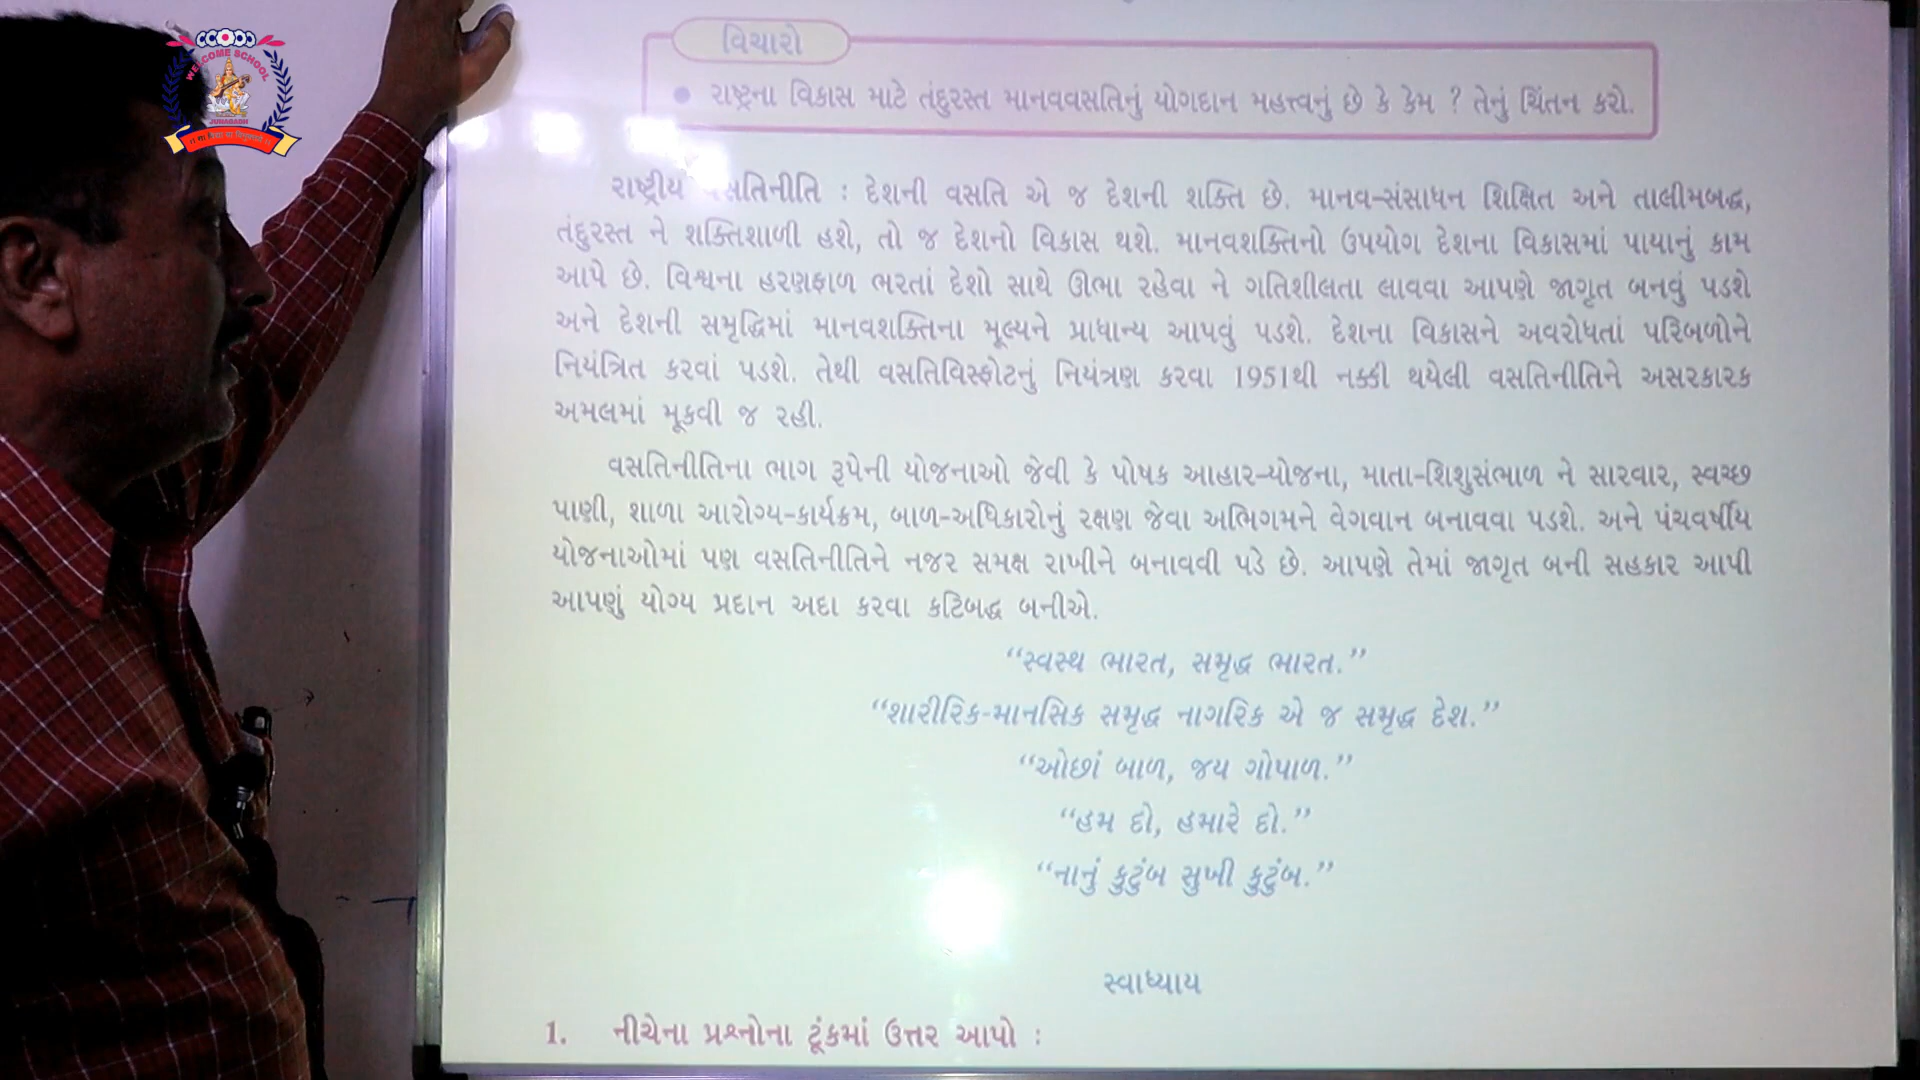 WELCOME SCHOOL
JUNAGADH
વિચારો
● રાષ્ટ્રના વિકાસ માટે તંદુરસ્ત માનવવસતિનું યોગદાન મહત્ત્વનું છે કે કેમ ? તેનું ચિંતન કરો.
રાષ્ટ્રીય : દેશની વસતિ એ જ દેશની શક્તિ છે. માનવ-સંસાધન શિક્ષિત અને તાલીમબદ્ધ,
તંદુરસ્ત ને શક્તિશાળી હશે, તો જ દેશનો વિકાસ થશે. માનવશક્તિનો ઉપયોગ દેશના વિકાસમાં પાયાનું કામ
આપે છે. વિશ્વના હરણફાળ ભરતાં દેશો સાથે ઊભા રહેવા ને ગતિશીલતા લાવવા આપણે જાગૃત બનવું પડશે
અને દેશની સમૃદ્ધિમાં માનવશક્તિના મૂલ્યને પ્રાધાન્ય આપવું પડશે. દેશના વિકાસને અવરોધતાં પરિબળોને
નિયંત્રિત કરવાં પડશે. તેથી વસતિવિસ્ફોટનું નિયંત્રણ કરવા 1951થી નક્કી થયેલી વસતિનીતિને અસરકારક
અમલમાં મૂકવી જ રહી.
વસતિનીતિના ભાગ રૂપેની યોજનાઓ જેવી કે પોષક આહાર-યોજના, માતા-શિશુસંભાળ ને સારવાર, સ્વચ્છ
પાણી, શાળા આરોગ્ય-કાર્યક્રમ, બાળ-અધિકારોનું રક્ષણ જેવા અભિગમને વેગવાન બનાવવા પડશે. અને પંચવર્ષીય
યોજનાઓમાં પણ વસતિનીતિને નજર સમક્ષ રાખીને બનાવવી પડે છે. આપણે તેમાં જાગૃત બની સહકાર આપી
આપણું યોગ્ય પ્રદાન અદા કરવા કટિબદ્ધ બનીએ.
“સ્વસ્થ ભારત, સમૃદ્ધ ભારત.”
“શારીરિક-માનસિક સમૃદ્ધ નાગરિક એ જ સમૃદ્ધ દેશ.”
“ઓછાં બાળ, જય ગોપાળ.”
“હમ દો, હમારે દો.”
“નાનું કુટુંબ સુખી કુટુંબ.”
સ્વાધ્યાય
1. નીચેના પ્રશ્નોના ટૂંકમાં ઉત્તર આપો :